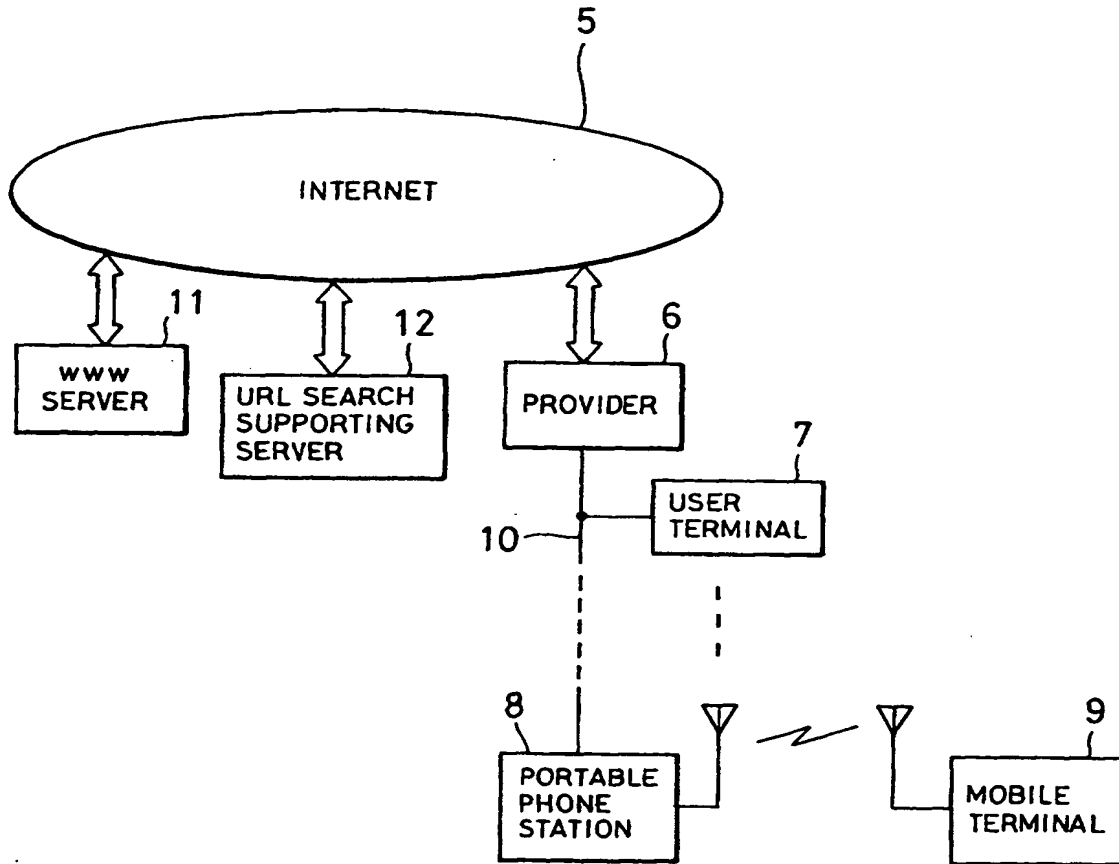 5
INTERNET
11
WWW
SERVER
12
URL SEARCH
SUPPORTING
SERVER
6
PROVIDER
7
USER
TERMINAL
10
8
PORTABLE
PHONE
STATION
9
MOBILE
TERMINAL